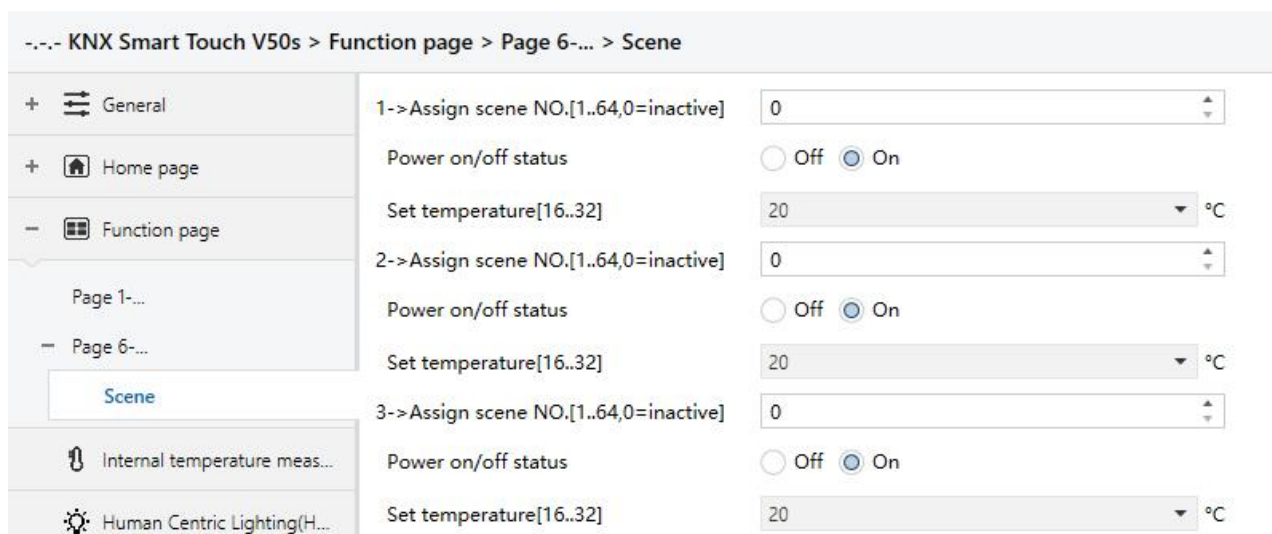 -.-.- KNX Smart Touch V50s > Function page > Page 6-... > Scene
+ General
+ Home page
– Function page
Page 1-...
– Page 6-...
Scene
Internal temperature meas...
Human Centric Lighting(H...
1->Assign scene NO.[1..64,0=inactive] 0
Power on/off status Off On
Set temperature[16..32] 20 °C
2->Assign scene NO.[1..64,0=inactive] 0
Power on/off status Off On
Set temperature[16..32] 20 °C
3->Assign scene NO.[1..64,0=inactive] 0
Power on/off status Off On
Set temperature[16..32] 20 °C